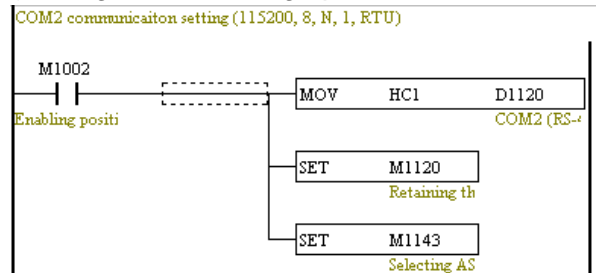 COM2 communicaiton setting (115200, 8, N, 1, RTU)
M1002
MOV HC1 D1120
Enabling positi
COM2 (RS-
SET M1120
Retaining th
SET M1143
Selecting AS